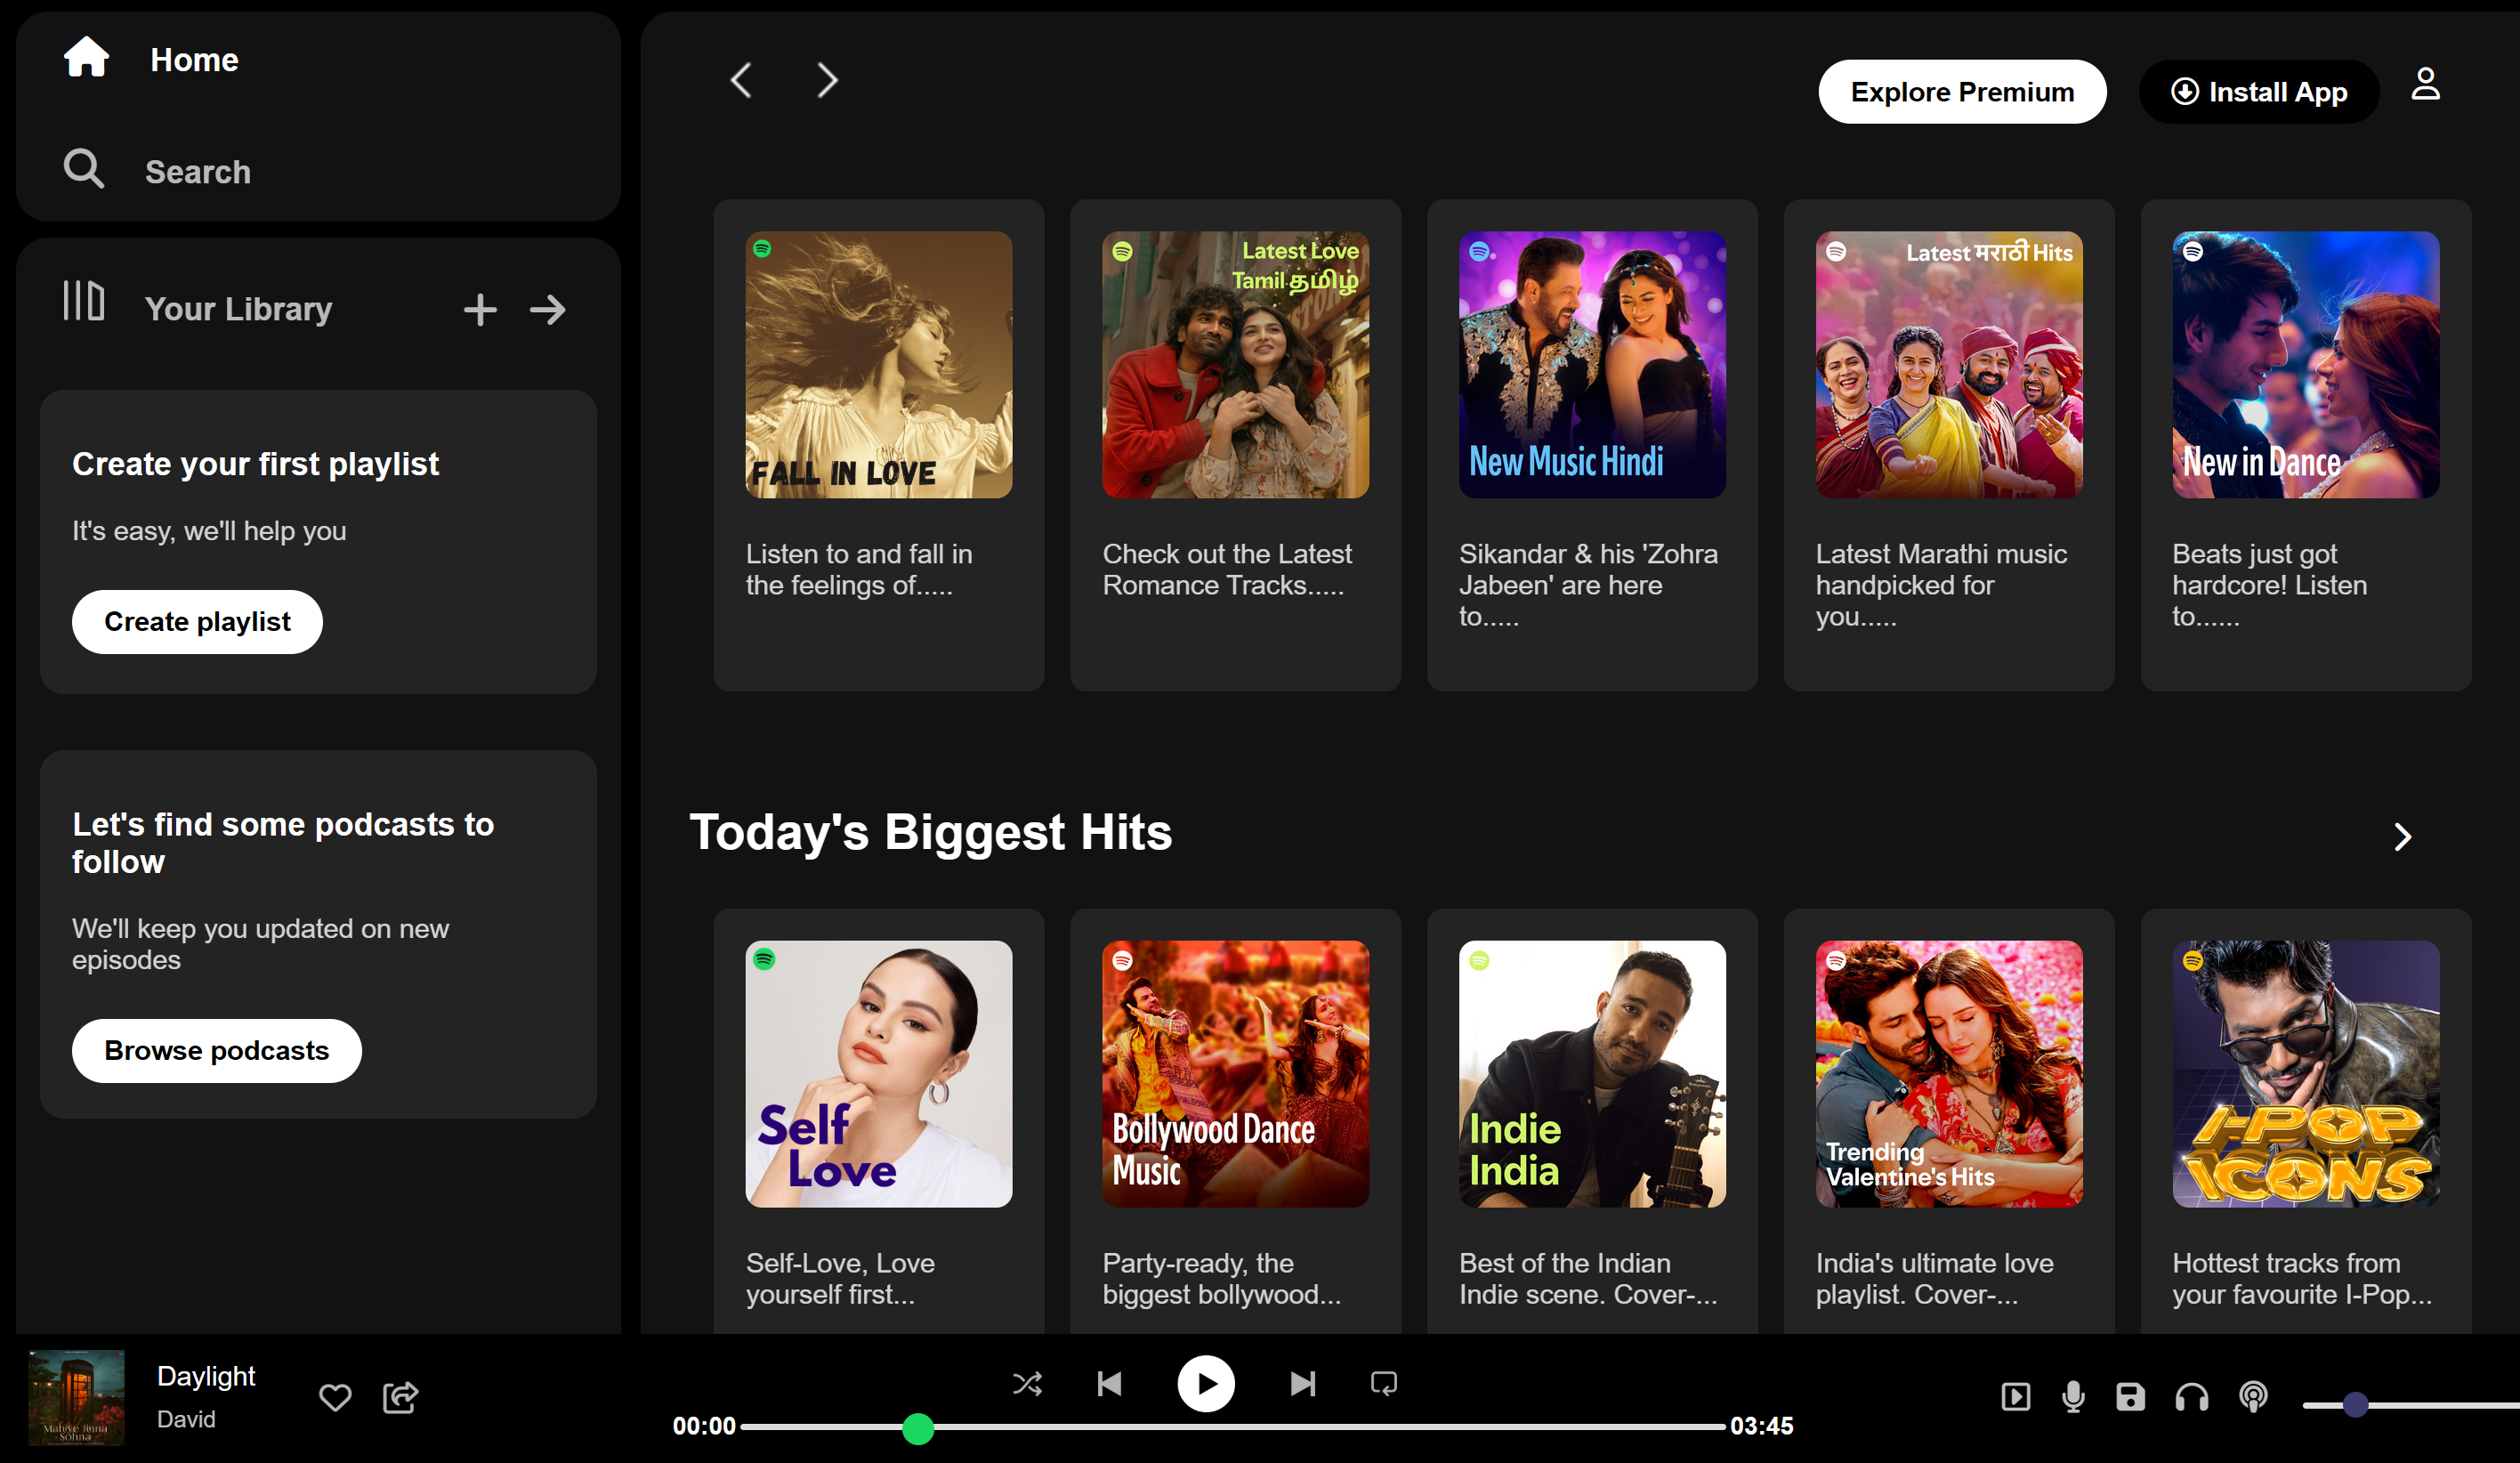 Home
Search
Your Library
Create your first playlist
It's easy, we'll help you
Create playlist
Let's find some podcasts to
follow
We'll keep you updated on new
episodes
Browse podcasts
Explore Premium
Install App
FALL IN LOVE
Listen to and fall in
the feelings of.....
Latest Love
Tamil தமிழ்
Check out the Latest
Romance Tracks.....
New Music Hindi
Sikandar & his 'Zohra
Jabeen' are here
to.....
Latest मराठी Hits
Latest Marathi music
handpicked for
you.....
New in Dance
Beats just got
hardcore! Listen
to......
Today's Biggest Hits
Self
Love
Self-Love, Love
yourself first...
Bollywood Dance
Music
Party-ready, the
biggest bollywood...
Indie
India
Best of the Indian
Indie scene. Cover-...
Trending
Valentine's Hits
India's ultimate love
playlist. Cover-...
I-POP
ICONS
Hottest tracks from
your favourite I-Pop...
Mahiye Jinna
Sohna
Daylight
David
00:00
03:45